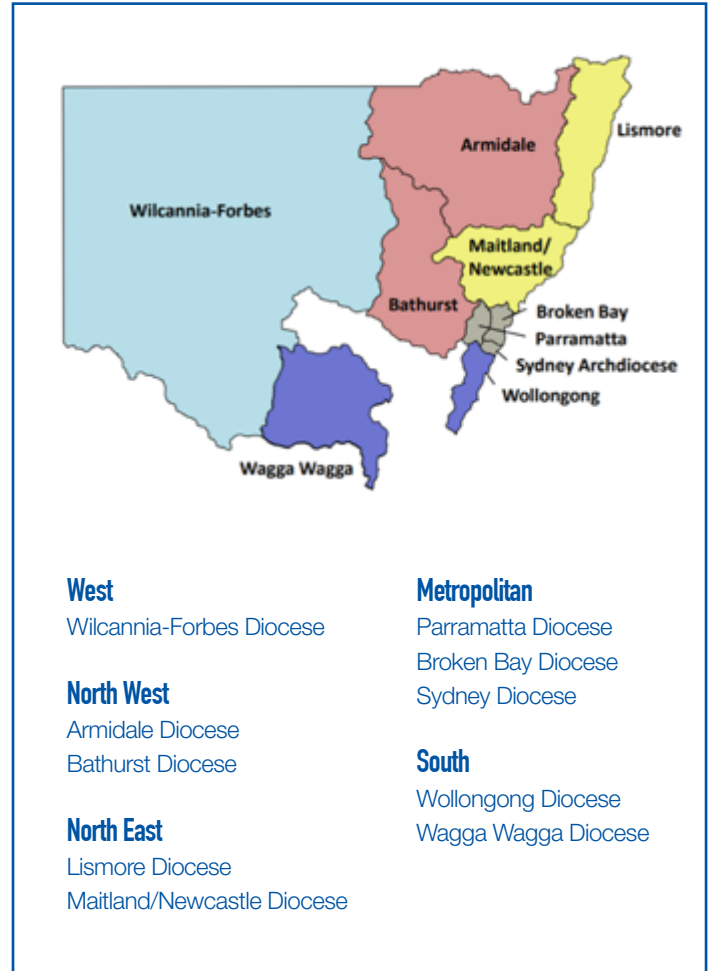 Armidale
Lismore
Wilcannia-Forbes
Maitland/
Newcastle
Bathurst
Broken Bay
Parramatta
Sydney Archdiocese
Wollongong
Wagga Wagga
West
Wilcannia-Forbes Diocese
North West
Armidale Diocese
Bathurst Diocese
North East
Lismore Diocese
Maitland/Newcastle Diocese
Metropolitan
Parramatta Diocese
Broken Bay Diocese
Sydney Diocese
South
Wollongong Diocese
Wagga Wagga Diocese